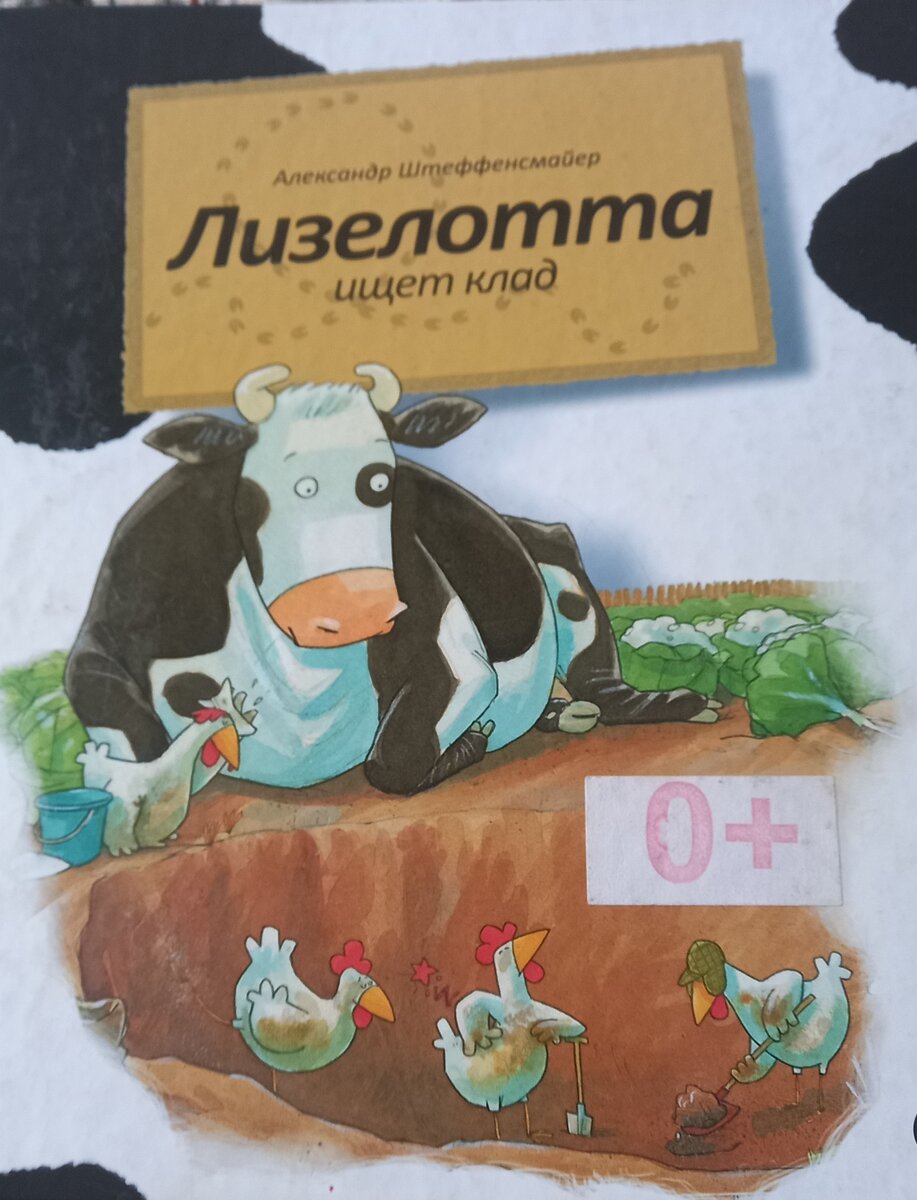 Александр Штеффенсмайер
Лизелотта
ищет клад
0+